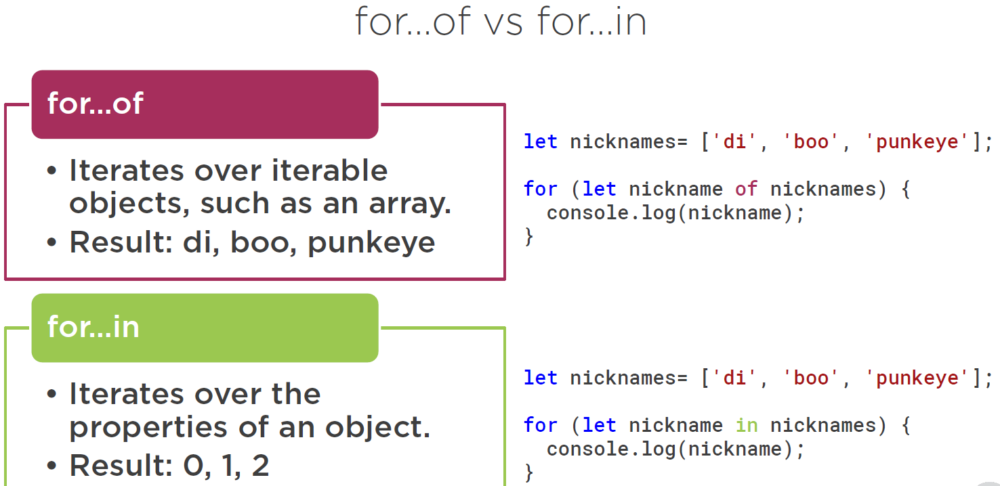 for...of vs for...in
for...of
• Iterates over iterable
objects, such as an array.
• Result: di, boo, punkeye
let nicknames= ['di', 'boo', 'punkeye'];
for (let nickname of nicknames) {
  console.log(nickname);
}
for...in
• Iterates over the
properties of an object.
• Result: 0, 1, 2
let nicknames= ['di', 'boo', 'punkeye'];
for (let nickname in nicknames) {
  console.log(nickname);
}